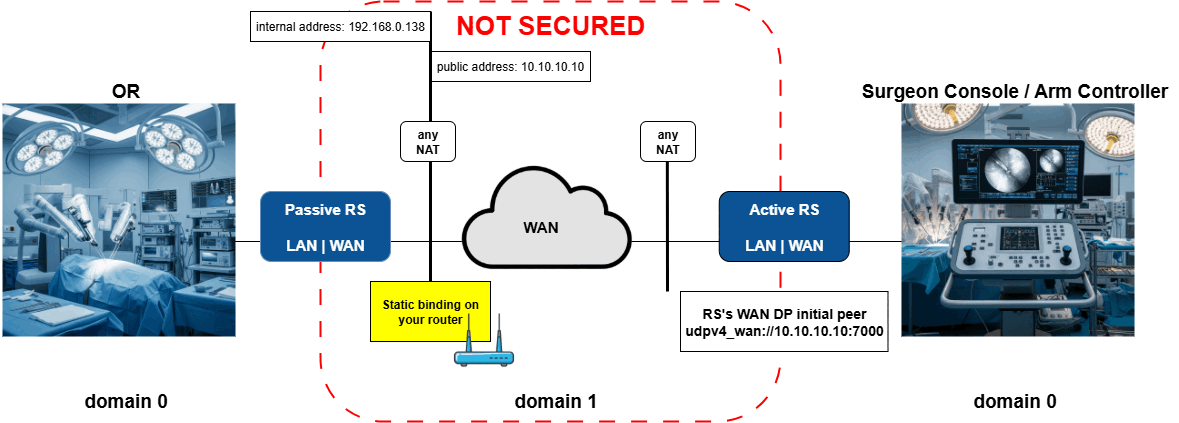 NOT SECURED
internal address: 192.168.0.138
public address: 10.10.10.10
OR
Surgeon Console / Arm Controller
any
NAT
any
NAT
Passive RS
LAN | WAN
WAN
Active RS
LAN | WAN
Static binding on
your router
RS's WAN DP initial peer
udpv4_wan://10.10.10.10:7000
domain 0
domain 1
domain 0